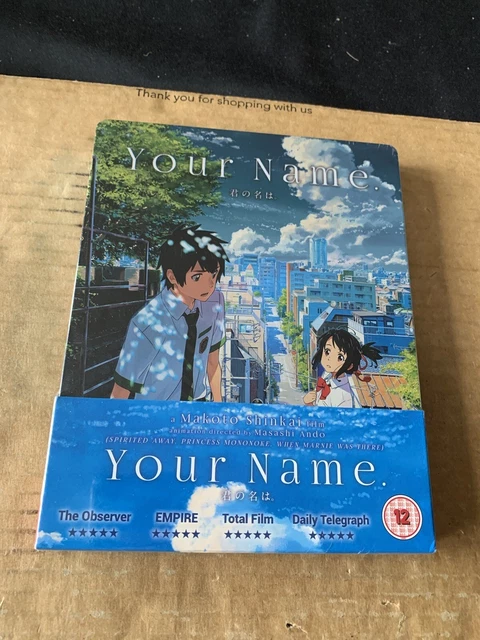 Thank you for shopping with us
Your Name.
君の名は
a Makoto Shinkai film
animation directed by Masashi Ando
(SPIRITED AWAY, PRINCESS MONONOKE, WHEN MARNIE WAS THERE)
Your Name.
君の名は。
The Observer EMPIRE Total Film Daily Telegraph
★★★★★ ★★★★★ ★★★★★ ★★★★★
12